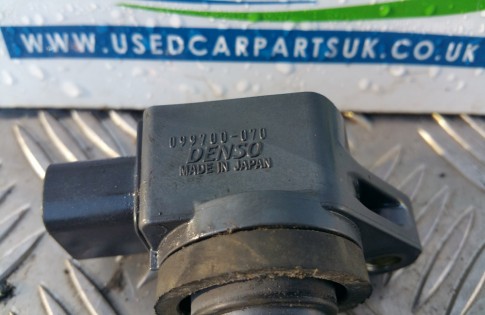 WWW.USEDCARPARTSUK.CO.UK
099700-070
DENSO
MADE IN JAPAN